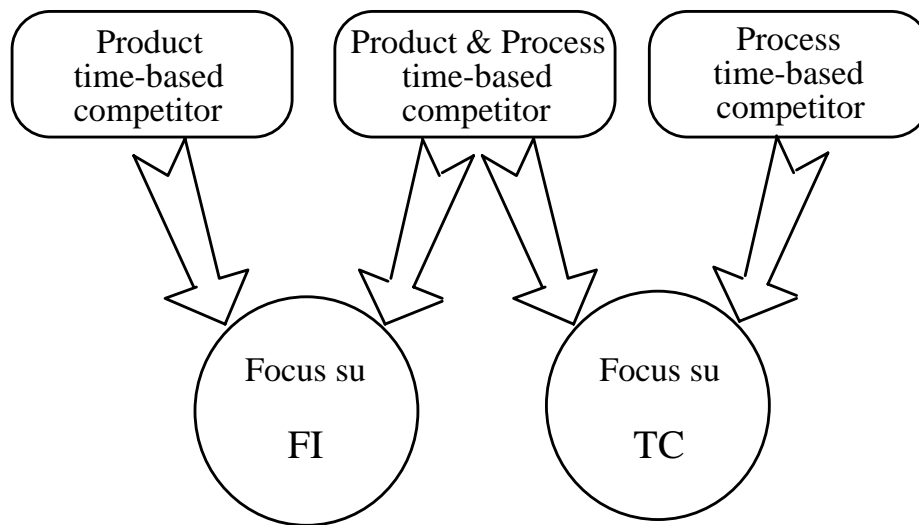 Product
time-based
competitor
Product & Process
time-based
competitor
Process
time-based
competitor
Focus su
FI
Focus su
TC